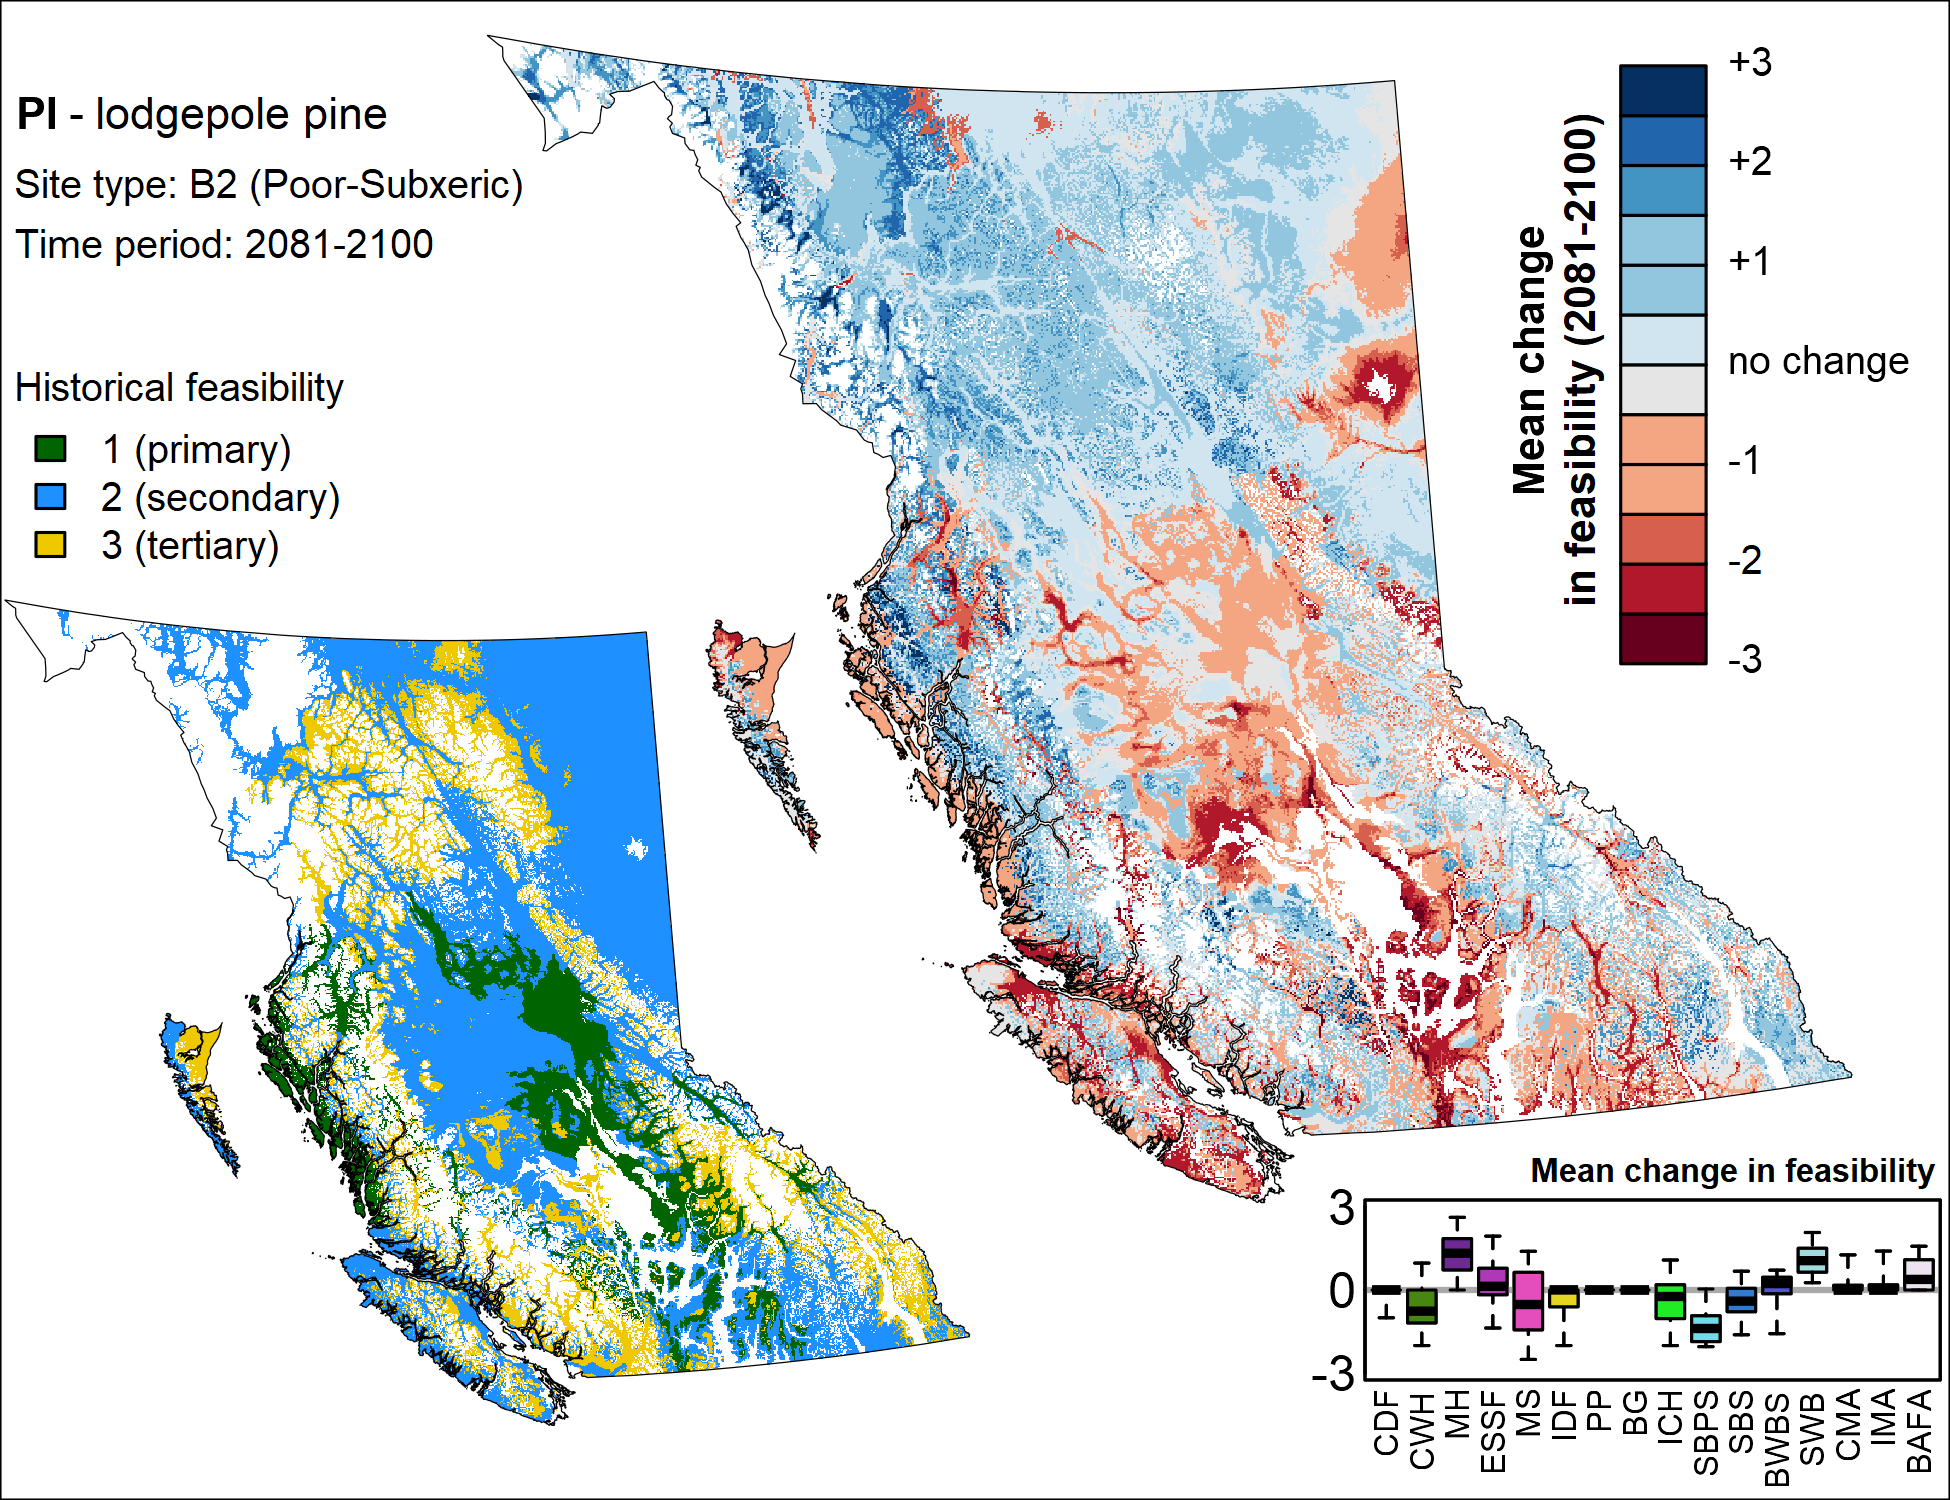 Pl - lodgepole pine
Site type: B2 (Poor-Subxeric)
Time period: 2081-2100
Historical feasibility
1 (primary)
2 (secondary)
3 (tertiary)
Mean change
in feasibility (2081-2100)
+3
+2
+1
no change
-1
-2
-3
Mean change in feasibility
3
0
-3
CDF
CWH
MH
ESSF
MS
IDF
PP
BG
ICH
SBPS
SBS
BWBS
SWB
CMA
IMA
BAFA